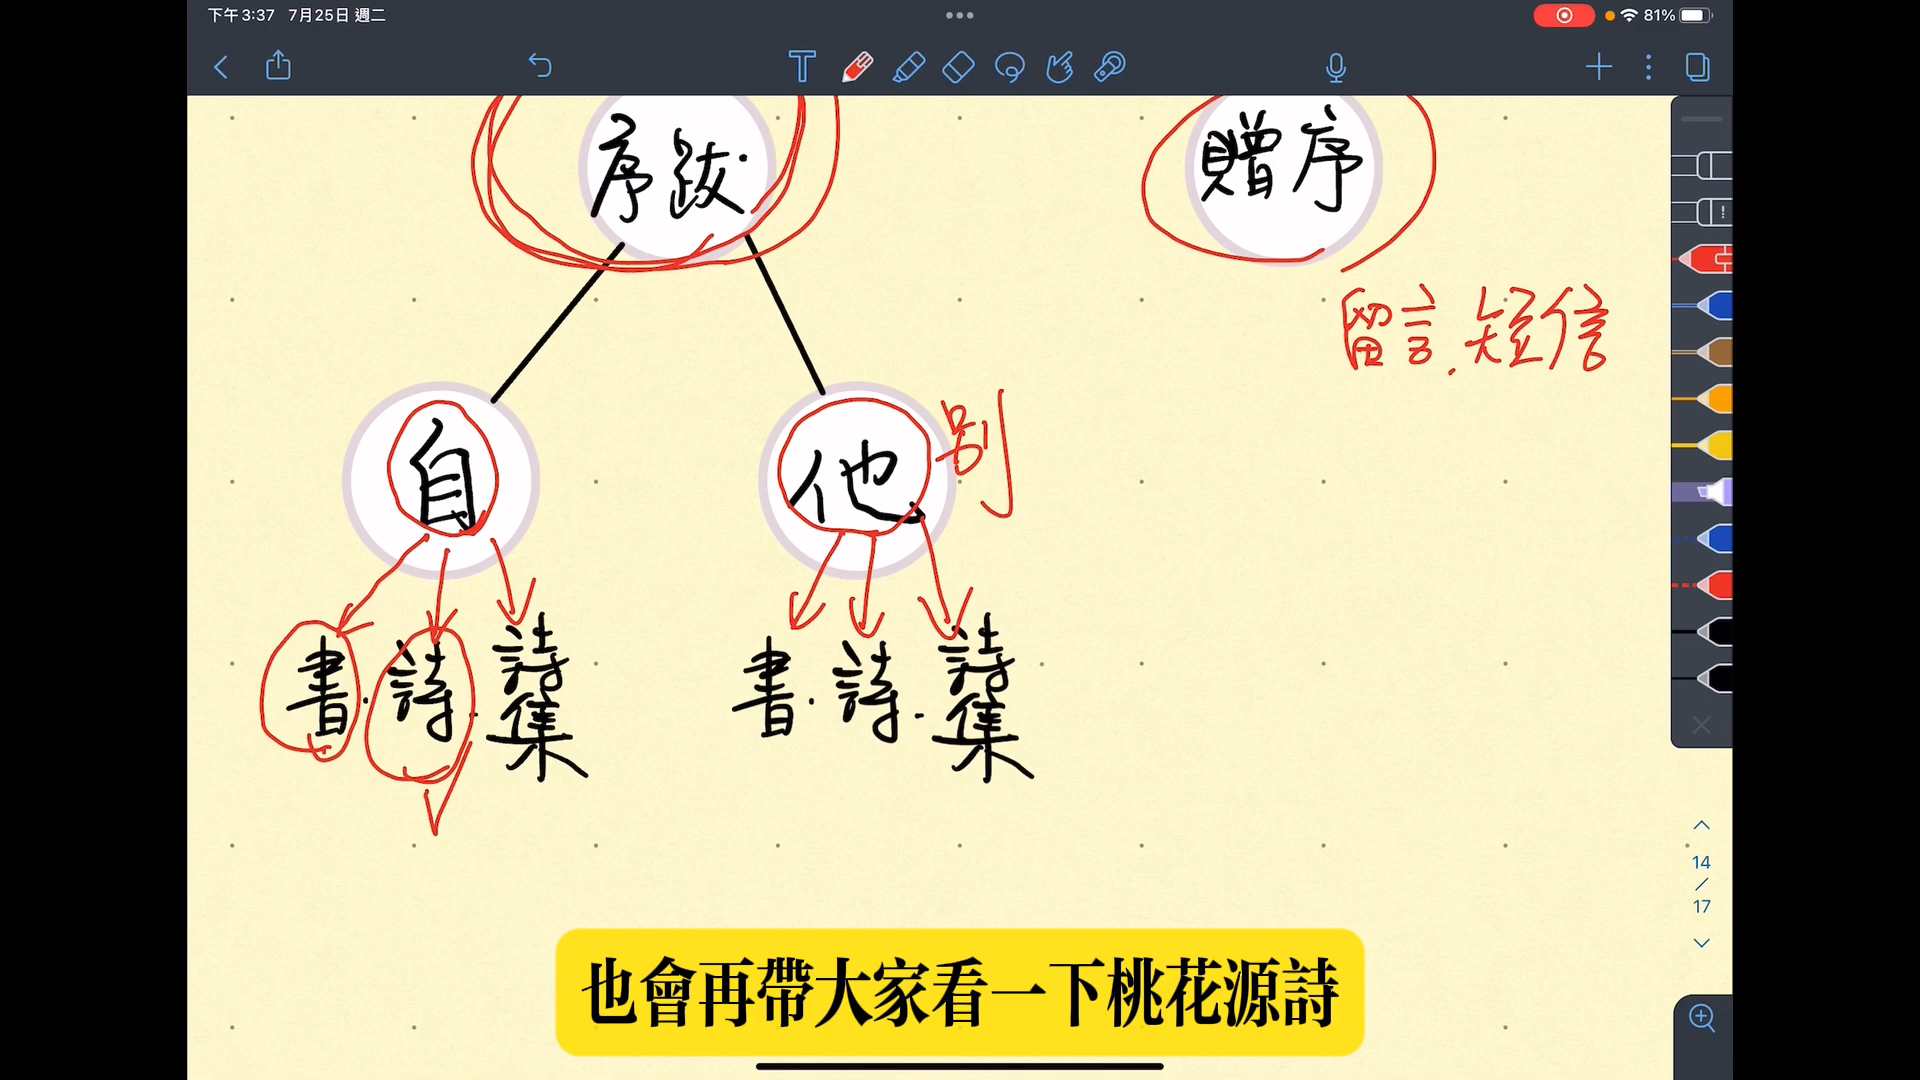 下午3:37 7月25日 週二
81%
序跋
贈序
留言.短信
自
他
別
書.詩.詩集
書.詩.詩集
14
/
17
也會再帶大家看一下桃花源詩